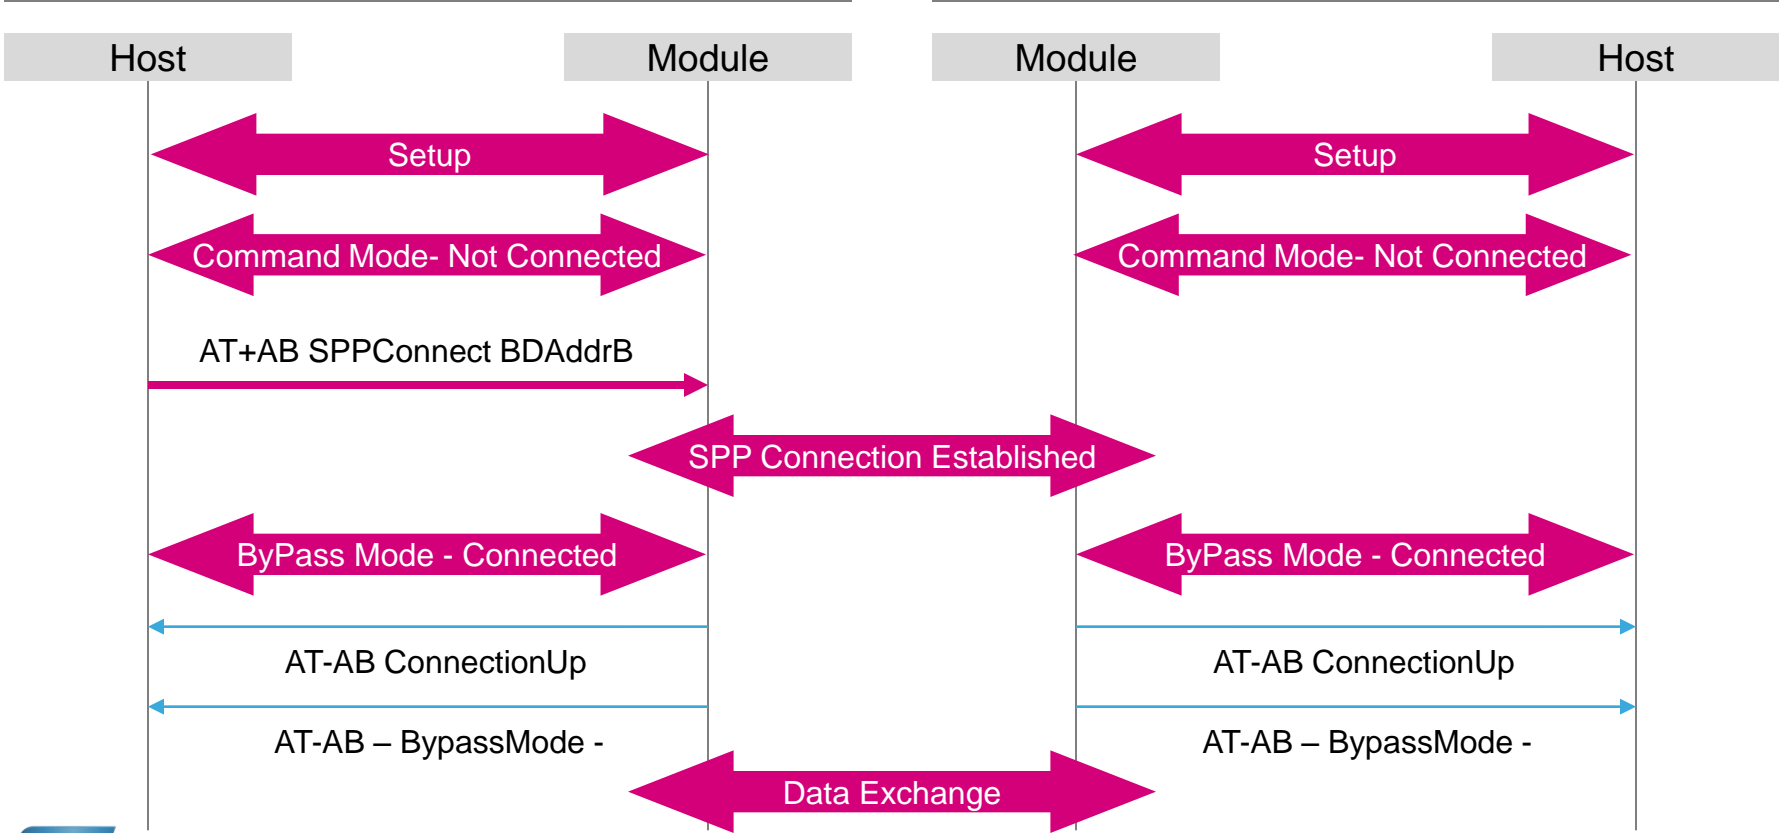 Host
Module
Module
Host
Setup
Setup
Command Mode- Not Connected
Command Mode- Not Connected
AT+AB SPPConnect BDAddrB
SPP Connection Established
ByPass Mode - Connected
ByPass Mode - Connected
AT-AB ConnectionUp
AT-AB ConnectionUp
AT-AB – BypassMode -
AT-AB – BypassMode -
Data Exchange